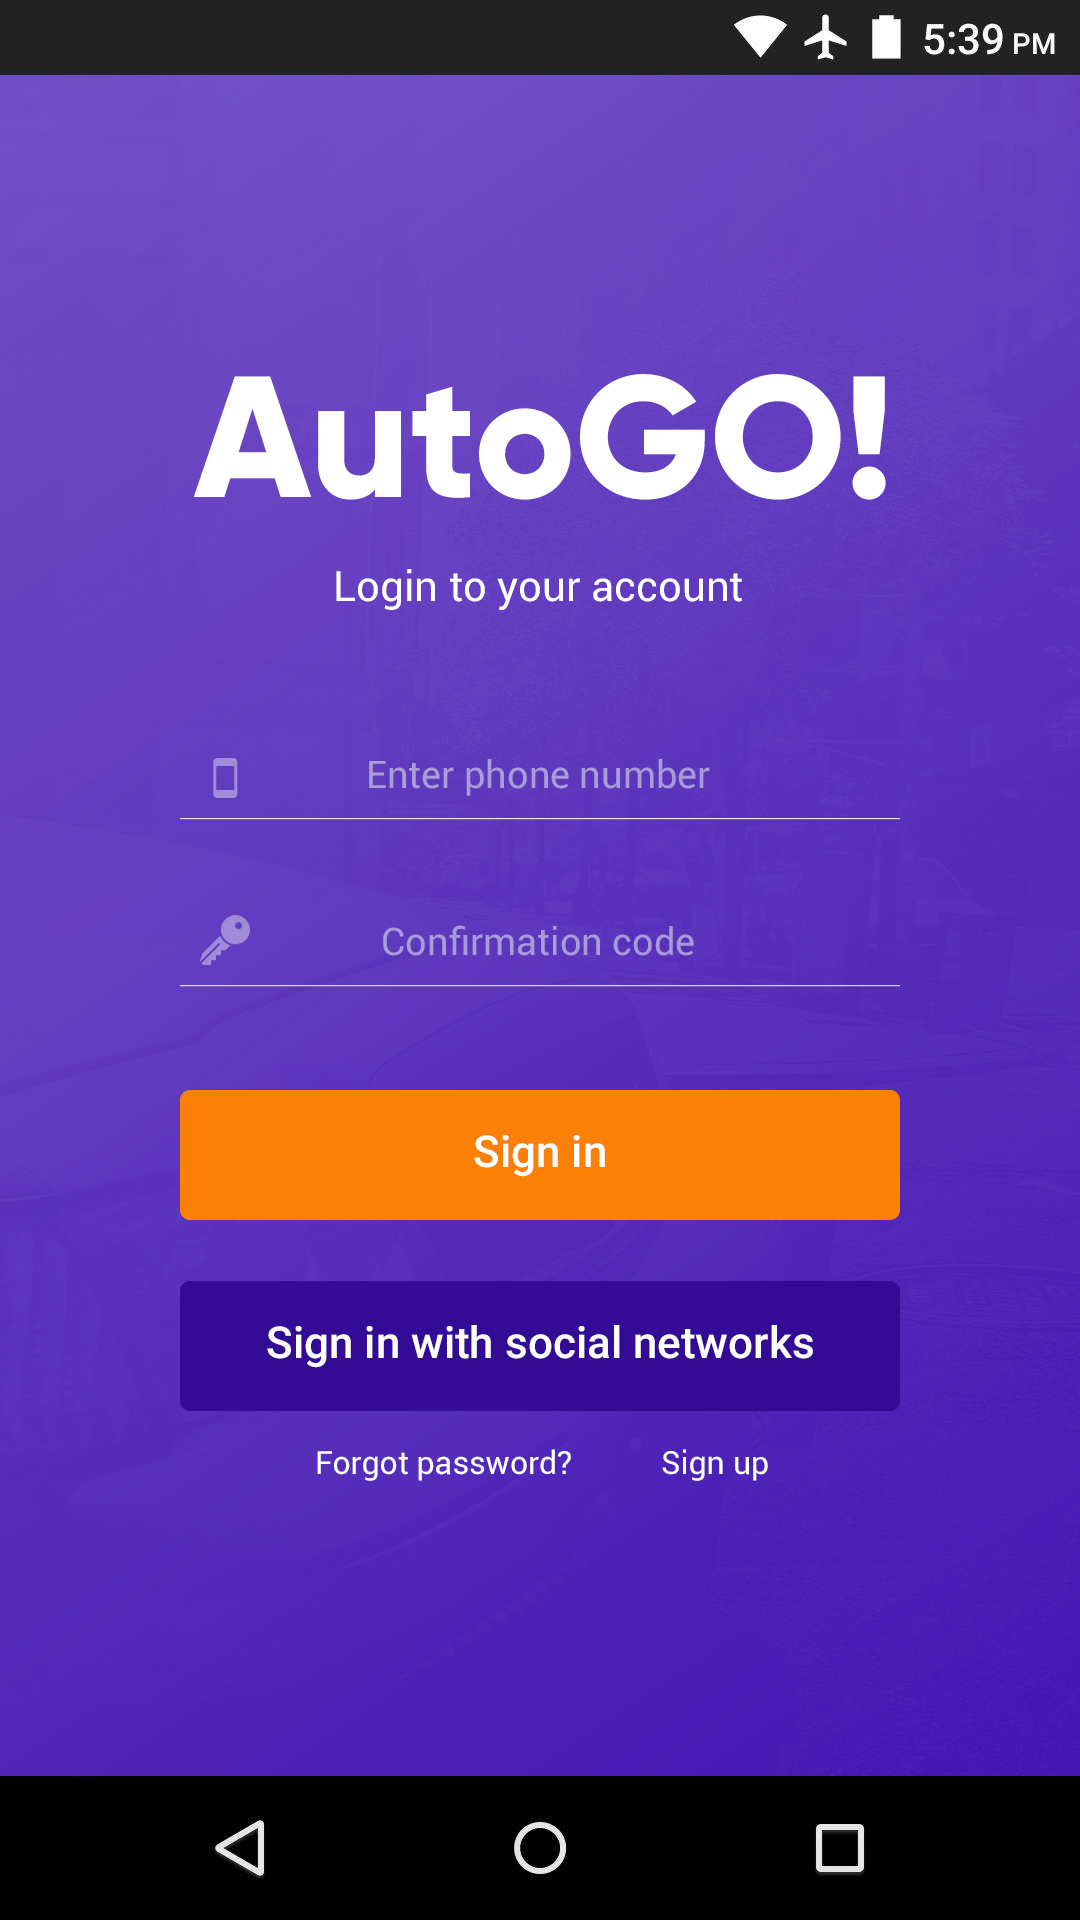 5:39 PM
AutoGO!
Login to your account
Enter phone number
Confirmation code
Sign in
Sign in with social networks
Forgot password? Sign up